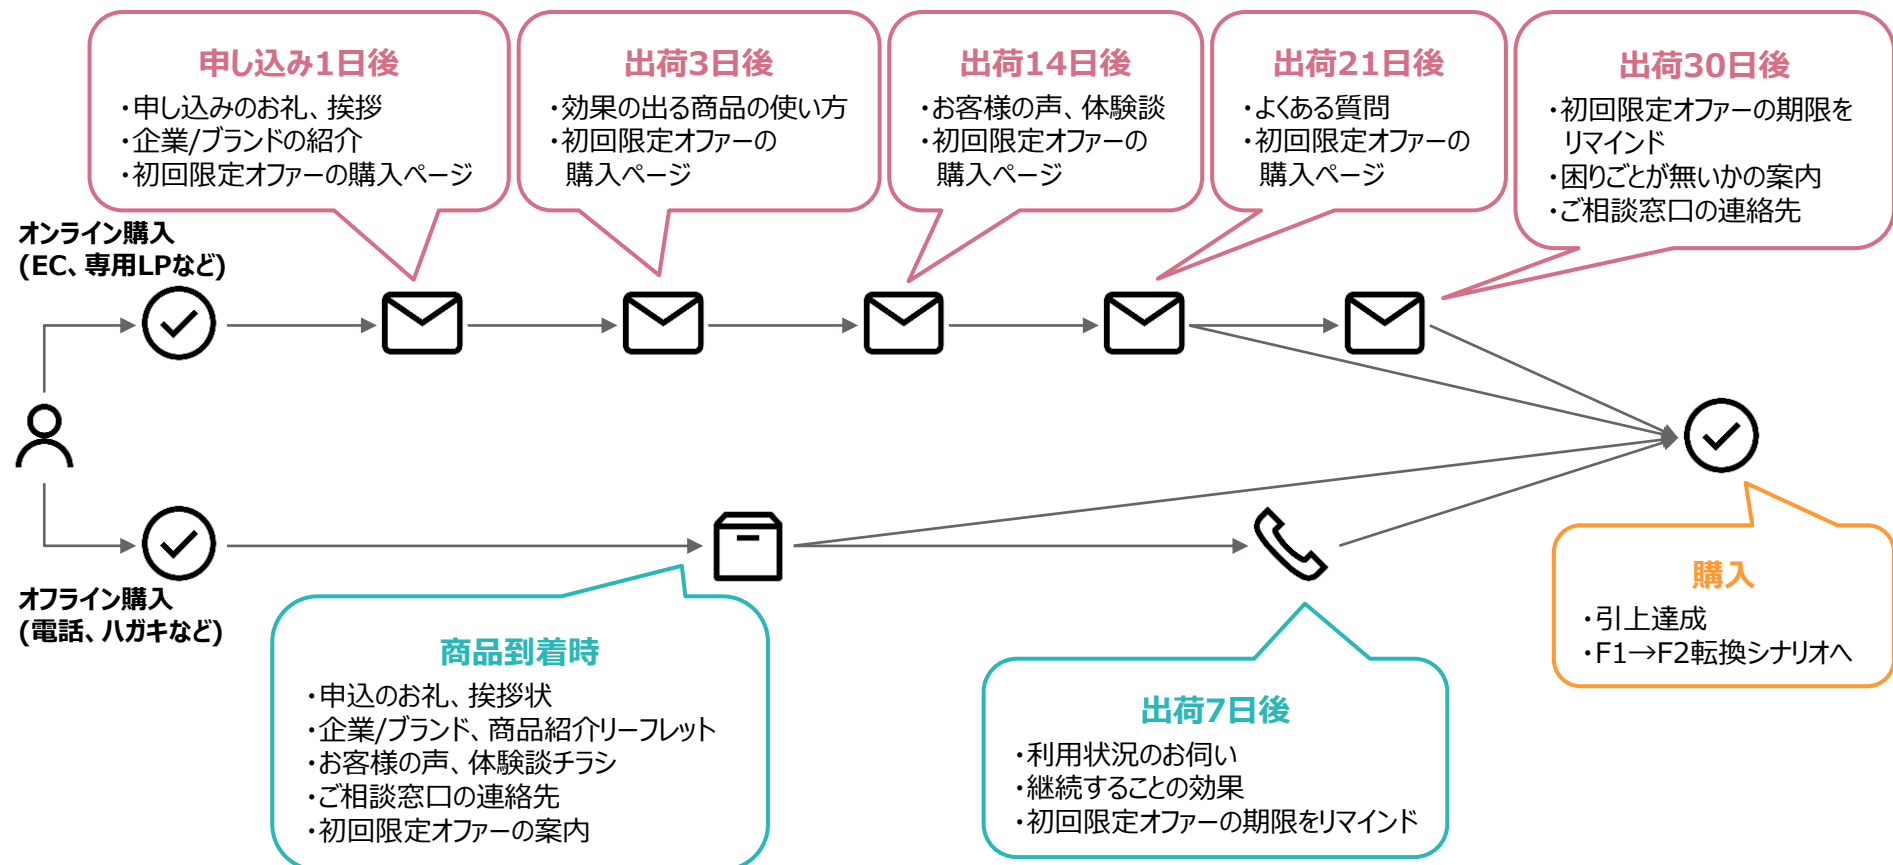 申し込み1日後
・申し込みのお礼、挨拶
・企業/ブランドの紹介
・初回限定オファーの購入ページ
出荷3日後
・効果の出る商品の使い方
・初回限定オファーの
購入ページ
出荷14日後
・お客様の声、体験談
・初回限定オファーの
購入ページ
出荷21日後
・よくある質問
・初回限定オファーの
購入ページ
出荷30日後
・初回限定オファーの期限を
リマインド
・困りごとが無いかの案内
・ご相談窓口の連絡先
オンライン購入
(EC、専用LPなど)
オフライン購入
(電話、ハガキなど)
商品到着時
・申込のお礼、挨拶状
・企業/ブランド、商品紹介リーフレット
・お客様の声、体験談チラシ
・ご相談窓口の連絡先
・初回限定オファーの案内
出荷7日後
・利用状況のお伺い
・継続することの効果
・初回限定オファーの期限をリマインド
購入
・引上達成
・F1→F2転換シナリオへ